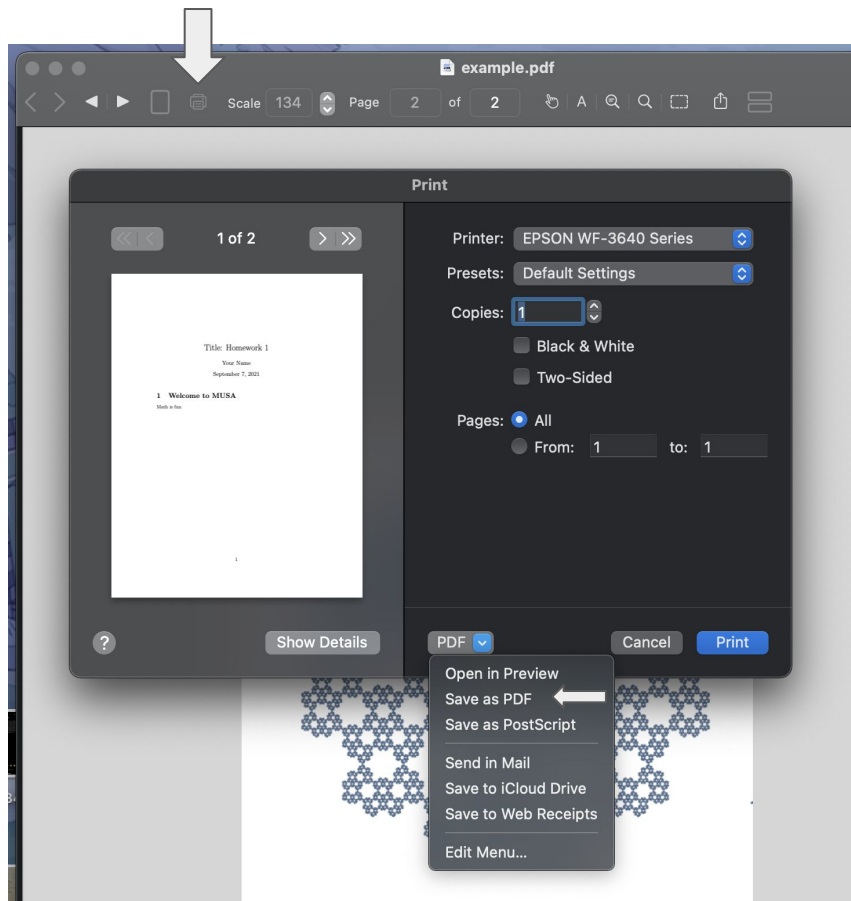 example.pdf
Scale 134 Page 2 of 2 A
Print
1 of 2
Printer: EPSON WF-3640 Series
Presets: Default Settings
Copies: 1
Black & White
Two-Sided
Pages: All
From: 1 to: 1
Title: Homework 1
Your Name
September 7, 2021
1 Welcome to MUSA
Math is fun
1
? Show Details PDF Cancel Print
Open in Preview
Save as PDF
Save as PostScript
Send in Mail
Save to iCloud Drive
Save to Web Receipts
Edit Menu...